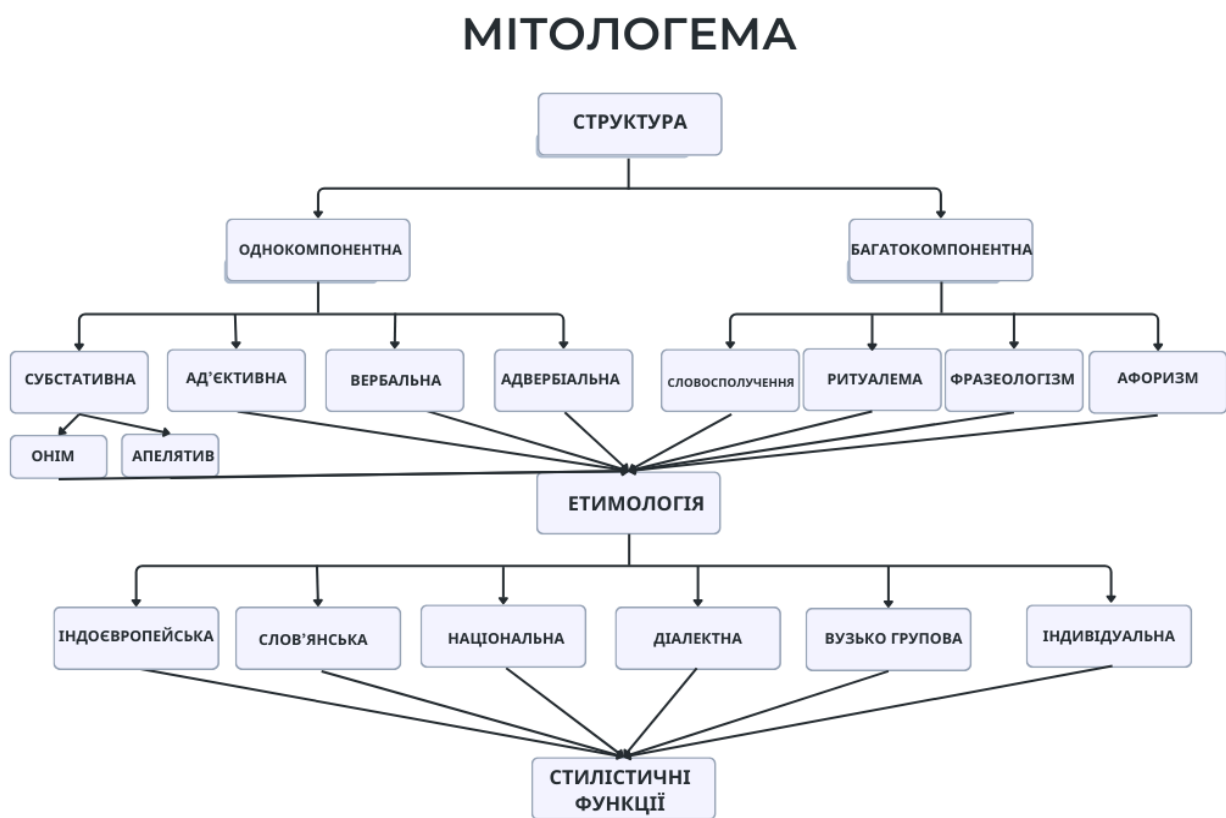 МІТОЛОГЕМА
СТРУКТУРА
ОДНОКОМПОНЕНТНА
БАГАТОКОМПОНЕНТНА
СУБСТАТИВНА
АД’ЄКТИВНА
ВЕРБАЛЬНА
АДВЕРБІАЛЬНА
СЛОВОСПОЛУЧЕННЯ
РИТУАЛЕМА
ФРАЗЕОЛОГІЗМ
АФОРИЗМ
ОНІМ
АПЕЛЯТИВ
ЕТИМОЛОГІЯ
ІНДОЄВРОПЕЙСЬКА
СЛОВ’ЯНСЬКА
НАЦІОНАЛЬНА
ДІАЛЕКТНА
ВУЗЬКО ГРУПОВА
ІНДИВІДУАЛЬНА
СТИЛІСТИЧНІ
ФУНКЦІЇ